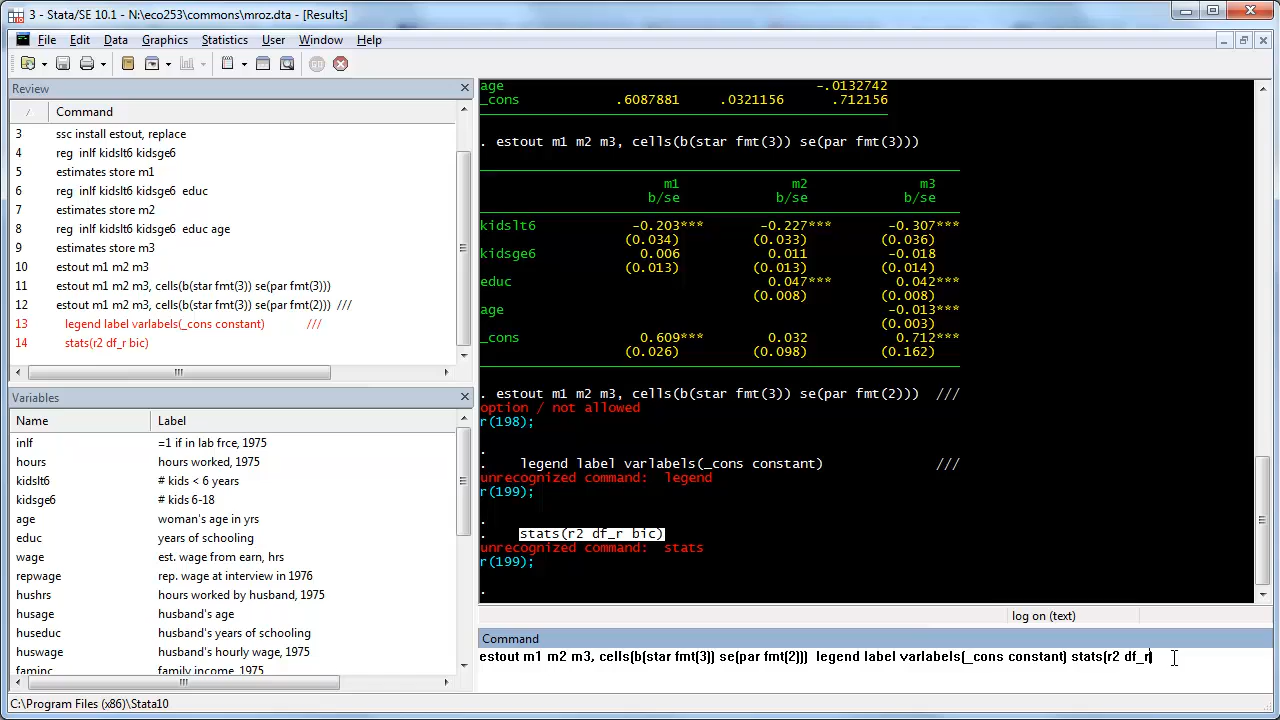 3 - Stata/SE 10.1 - N:\eco253\commons\mroz.dta - [Results]
File Edit Data Graphics Statistics User Window Help
Review
Command
3 ssc install estout, replace
4 reg inlf kidslt6 kidsge6
5 estimates store m1
6 reg inlf kidslt6 kidsge6 educ
7 estimates store m2
8 reg inlf kidslt6 kidsge6 educ age
9 estimates store m3
10 estout m1 m2 m3
11 estout m1 m2 m3, cells(b(star fmt(3)) se(par fmt(3)))
12 estout m1 m2 m3, cells(b(star fmt(3)) se(par fmt(2))) ///
13 legend label varlabels(_cons constant) ///
14 stats(r2 df_r bic)
Variables
Name Label
inlf =1 if in lab frce, 1975
hours hours worked, 1975
kidslt6 # kids < 6 years
kidsge6 # kids 6-18
age woman's age in yrs
educ years of schooling
wage est. wage from earn, hrs
repwage rep. wage at interview in 1976
hushrs hours worked by husband, 1975
husage husband's age
huseduc husband's years of schooling
huswage husband's hourly wage, 1975
faminc family income, 1975
age -.0132742
_cons .6087881 .0321156 .712156
. estout m1 m2 m3, cells(b(star fmt(3)) se(par fmt(3)))
m1 m2 m3
b/se b/se b/se
kidslt6 -0.203*** -0.227*** -0.307***
(0.034) (0.033) (0.036)
kidsge6 0.006 0.011 -0.018
(0.013) (0.013) (0.014)
educ 0.047*** 0.042***
(0.008) (0.008)
age -0.013***
(0.003)
_cons 0.609*** 0.032 0.712***
(0.026) (0.098) (0.162)
. estout m1 m2 m3, cells(b(star fmt(3)) se(par fmt(2))) ///
option / not allowed
r(198);
.
. legend label varlabels(_cons constant) ///
unrecognized command: legend
r(199);
.
. stats(r2 df_r bic)
unrecognized command: stats
r(199);
.
log on (text)
Command
estout m1 m2 m3, cells(b(star fmt(3)) se(par fmt(2))) legend label varlabels(_cons constant) stats(r2 df_r
C:\Program Files (x86)\Stata10